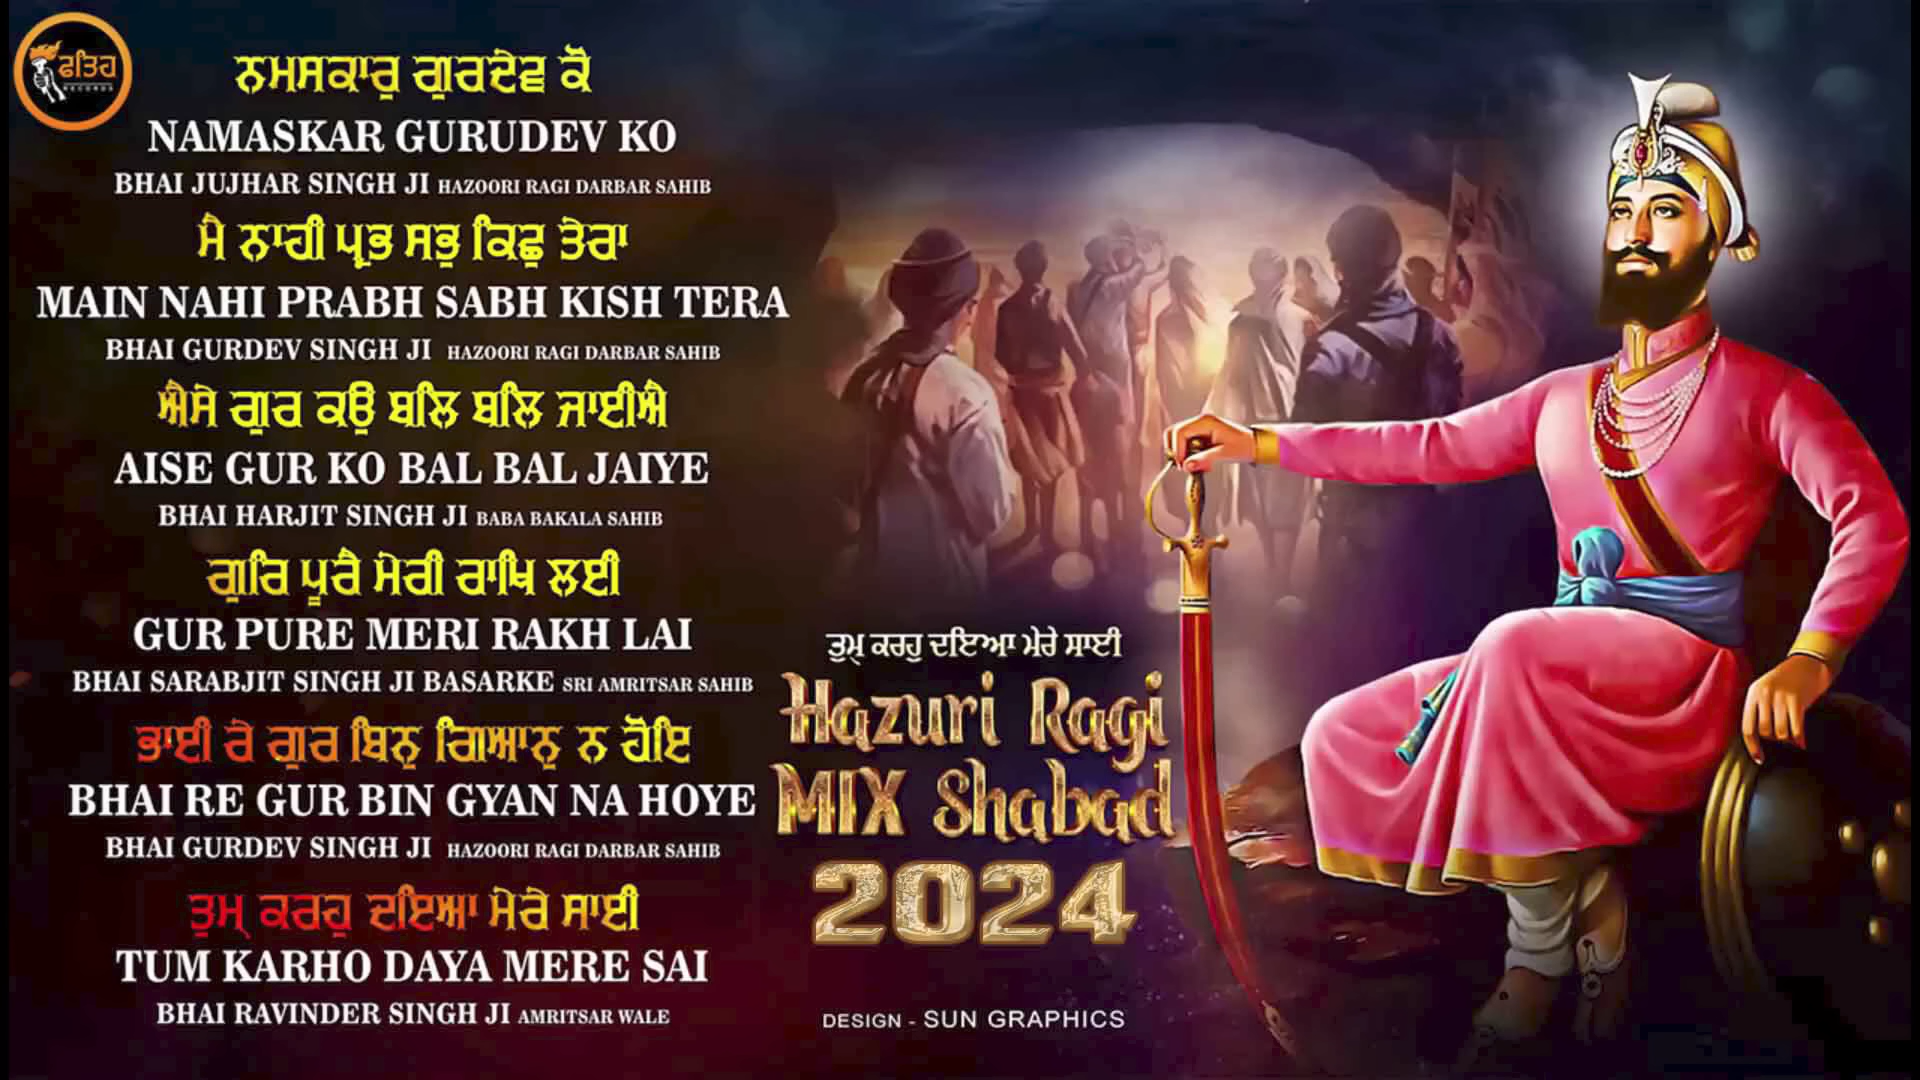 ਫਤਿਹ
RECORDS
ਨਮਸਕਾਰੁ ਗੁਰਦੇਵ ਕੋ
NAMASKAR GURUDEV KO
BHAI JUJHAR SINGH JI HAZOORI RAGI DARBAR SAHIB
ਮੈ ਨਾਹੀ ਪ੍ਰਭ ਸਭੁ ਕਿਛੁ ਤੇਰਾ
MAIN NAHI PRABH SABH KISH TERA
BHAI GURDEV SINGH JI HAZOORI RAGI DARBAR SAHIB
ਐਸੇ ਗੁਰ ਕਉ ਬਲਿ ਬਲਿ ਜਾਈਐ
AISE GUR KO BAL BAL JAIYE
BHAI HARJIT SINGH JI BABA BAKALA SAHIB
ਗੁਰਿ ਪੂਰੈ ਮੇਰੀ ਰਾਖਿ ਲਈ
GUR PURE MERI RAKH LAI
BHAI SARABJIT SINGH JI BASARKE SRI AMRITSAR SAHIB
ਭਾਈ ਰੇ ਗੁਰ ਬਿਨੁ ਗਿਆਨੁ ਨ ਹੋਇ
BHAI RE GUR BIN GYAN NA HOYE
BHAI GURDEV SINGH JI HAZOORI RAGI DARBAR SAHIB
ਤੁਮ੍ ਕਰਹੁ ਦਇਆ ਮੇਰੇ ਸਾਈ
TUM KARHO DAYA MERE SAI
BHAI RAVINDER SINGH JI AMRITSAR WALE
ਤੁਮ੍ ਕਰਹੁ ਦਇਆ ਮੇਰੇ ਸਾਈ
Hazuri Ragi
MIX Shabad
2024
DESIGN - SUN GRAPHICS